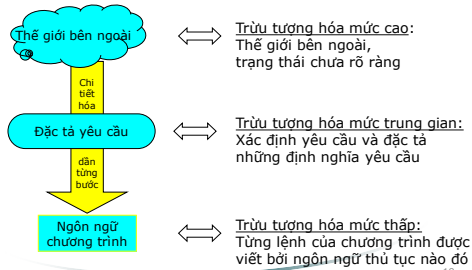 Thế giới bên ngoài
Trừu tượng hóa mức cao:
Thế giới bên ngoài,
trạng thái chưa rõ ràng
Chi
tiết
hóa
Đặc tả yêu cầu
Trừu tượng hóa mức trung gian:
Xác định yêu cầu và đặc tả
những định nghĩa yêu cầu
dần
từng
bước
Ngôn ngữ
chương trình
Trừu tượng hóa mức thấp:
Từng lệnh của chương trình được
viết bởi ngôn ngữ thủ tục nào đó